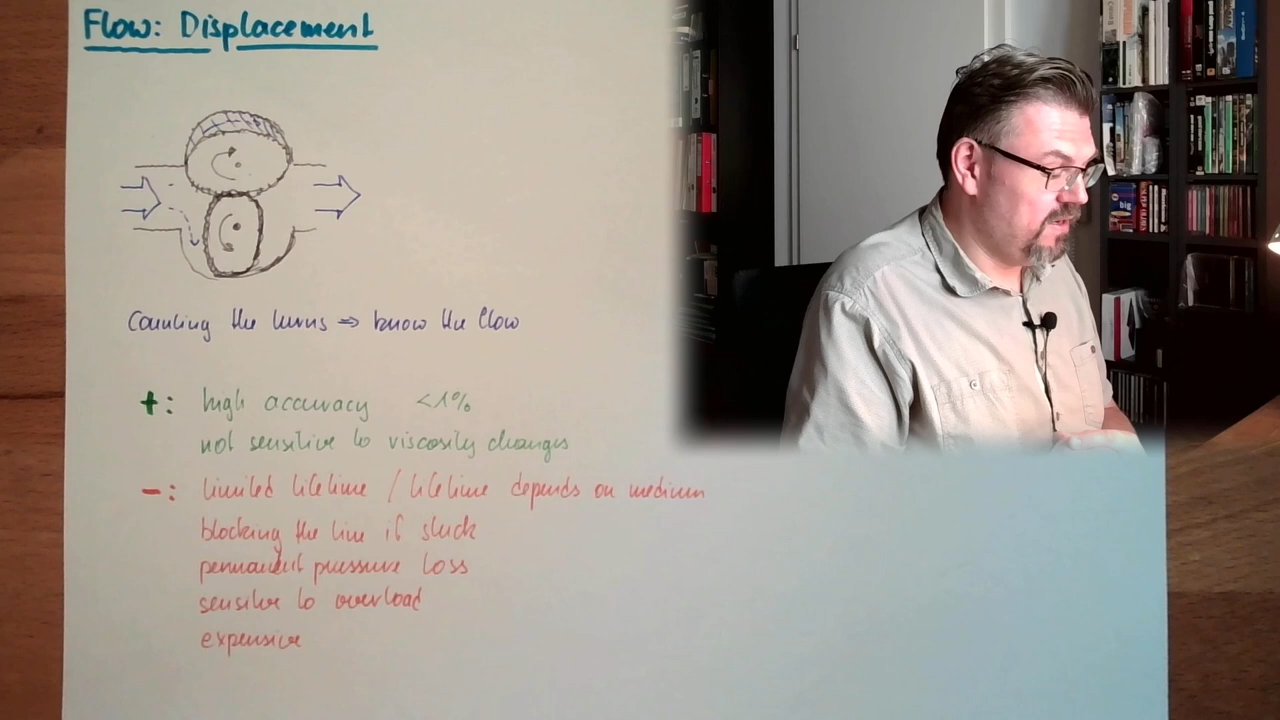 Flow: Displacement
Counting the turns ⇒ know the flow
+: high accuracy <1%
not sensitive to viscosity changes
-: limited lifetime / lifetime depends on medium
blocking the line if stuck
permanent pressure loss
sensitive to overload
expensive
big